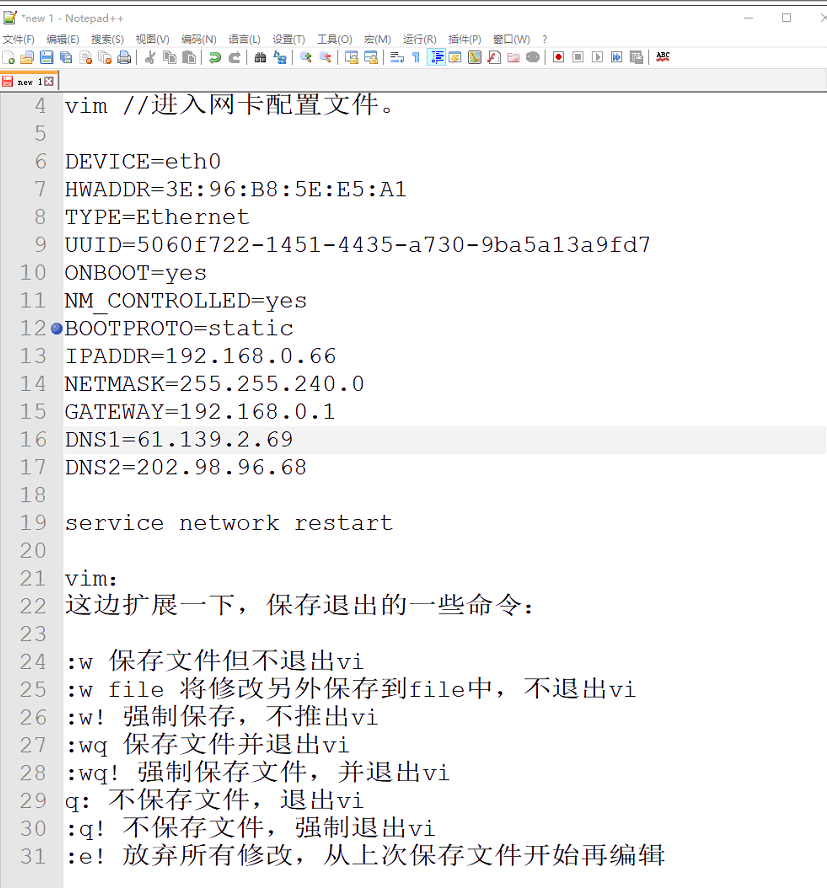 *new 1 - Notepad++
文件(F) 编辑(E) 搜索(S) 视图(V) 编码(N) 语言(L) 设置(T) 工具(O) 宏(M) 运行(R) 插件(P) 窗口(W) ?
ABC
new 1
4 vim //进入网卡配置文件。
5
6 DEVICE=eth0
7 HWADDR=3E:96:B8:5E:E5:A1
8 TYPE=Ethernet
9 UUID=5060f722-1451-4435-a730-9ba5a13a9fd7
10 ONBOOT=yes
11 NM_CONTROLLED=yes
12 BOOTPROTO=static
13 IPADDR=192.168.0.66
14 NETMASK=255.255.240.0
15 GATEWAY=192.168.0.1
16 DNS1=61.139.2.69
17 DNS2=202.98.96.68
18
19 service network restart
20
21 vim：
22 这边扩展一下，保存退出的一些命令：
23
24 :w 保存文件但不退出vi
25 :w file 将修改另外保存到file中，不退出vi
26 :w! 强制保存，不推出vi
27 :wq 保存文件并退出vi
28 :wq! 强制保存文件，并退出vi
29 q: 不保存文件，退出vi
30 :q! 不保存文件，强制退出vi
31 :e! 放弃所有修改，从上次保存文件开始再编辑